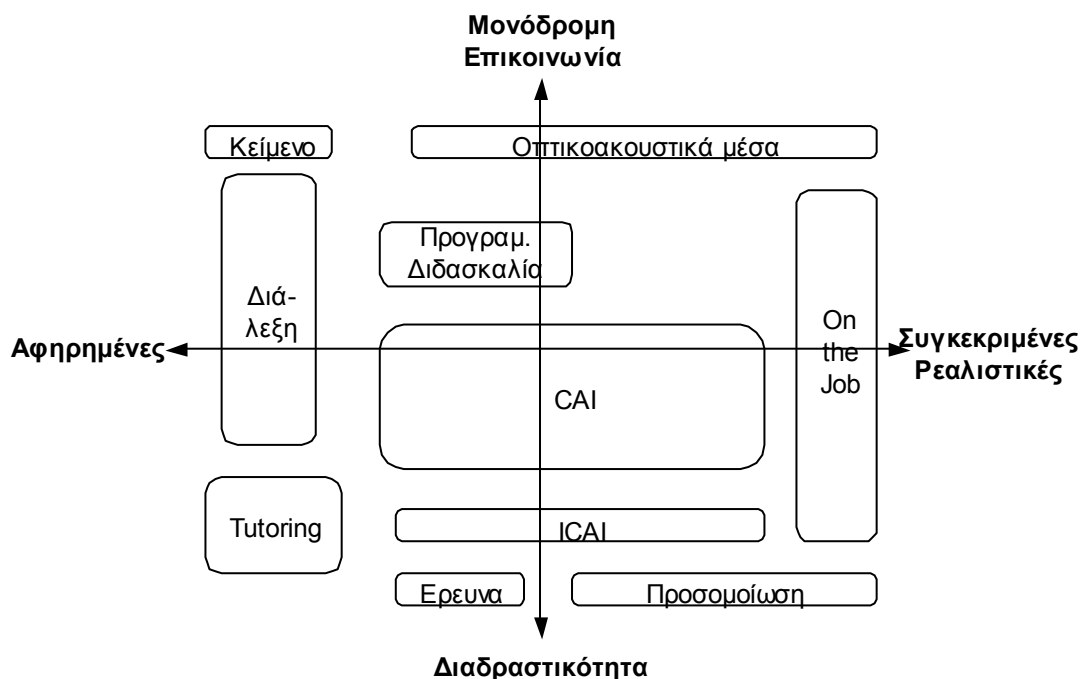 Μονόδρομη
Επικοινωνία
Κείμενο
Οπτικοακουστικά μέσα
Προγραμ.
Διδασκαλία
Διά-
λεξη
On
the
Job
Αφηρημένες
Συγκεκριμένες
Ρεαλιστικές
CAI
Tutoring
ICAI
Ερευνα
Προσομοίωση
Διαδραστικότητα